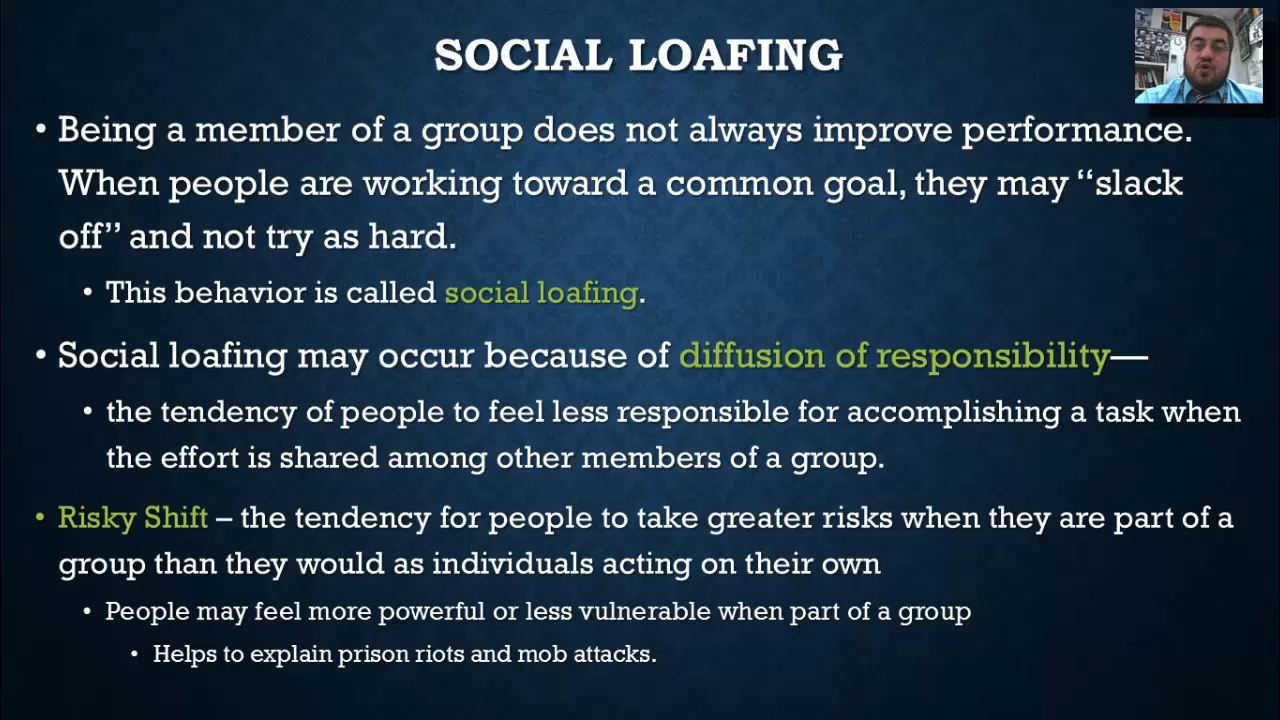 SOCIAL LOAFING
• Being a member of a group does not always improve performance.
When people are working toward a common goal, they may “slack
off” and not try as hard.
• This behavior is called social loafing.
• Social loafing may occur because of diffusion of responsibility—
• the tendency of people to feel less responsible for accomplishing a task when
the effort is shared among other members of a group.
• Risky Shift – the tendency for people to take greater risks when they are part of a
group than they would as individuals acting on their own
• People may feel more powerful or less vulnerable when part of a group
• Helps to explain prison riots and mob attacks.